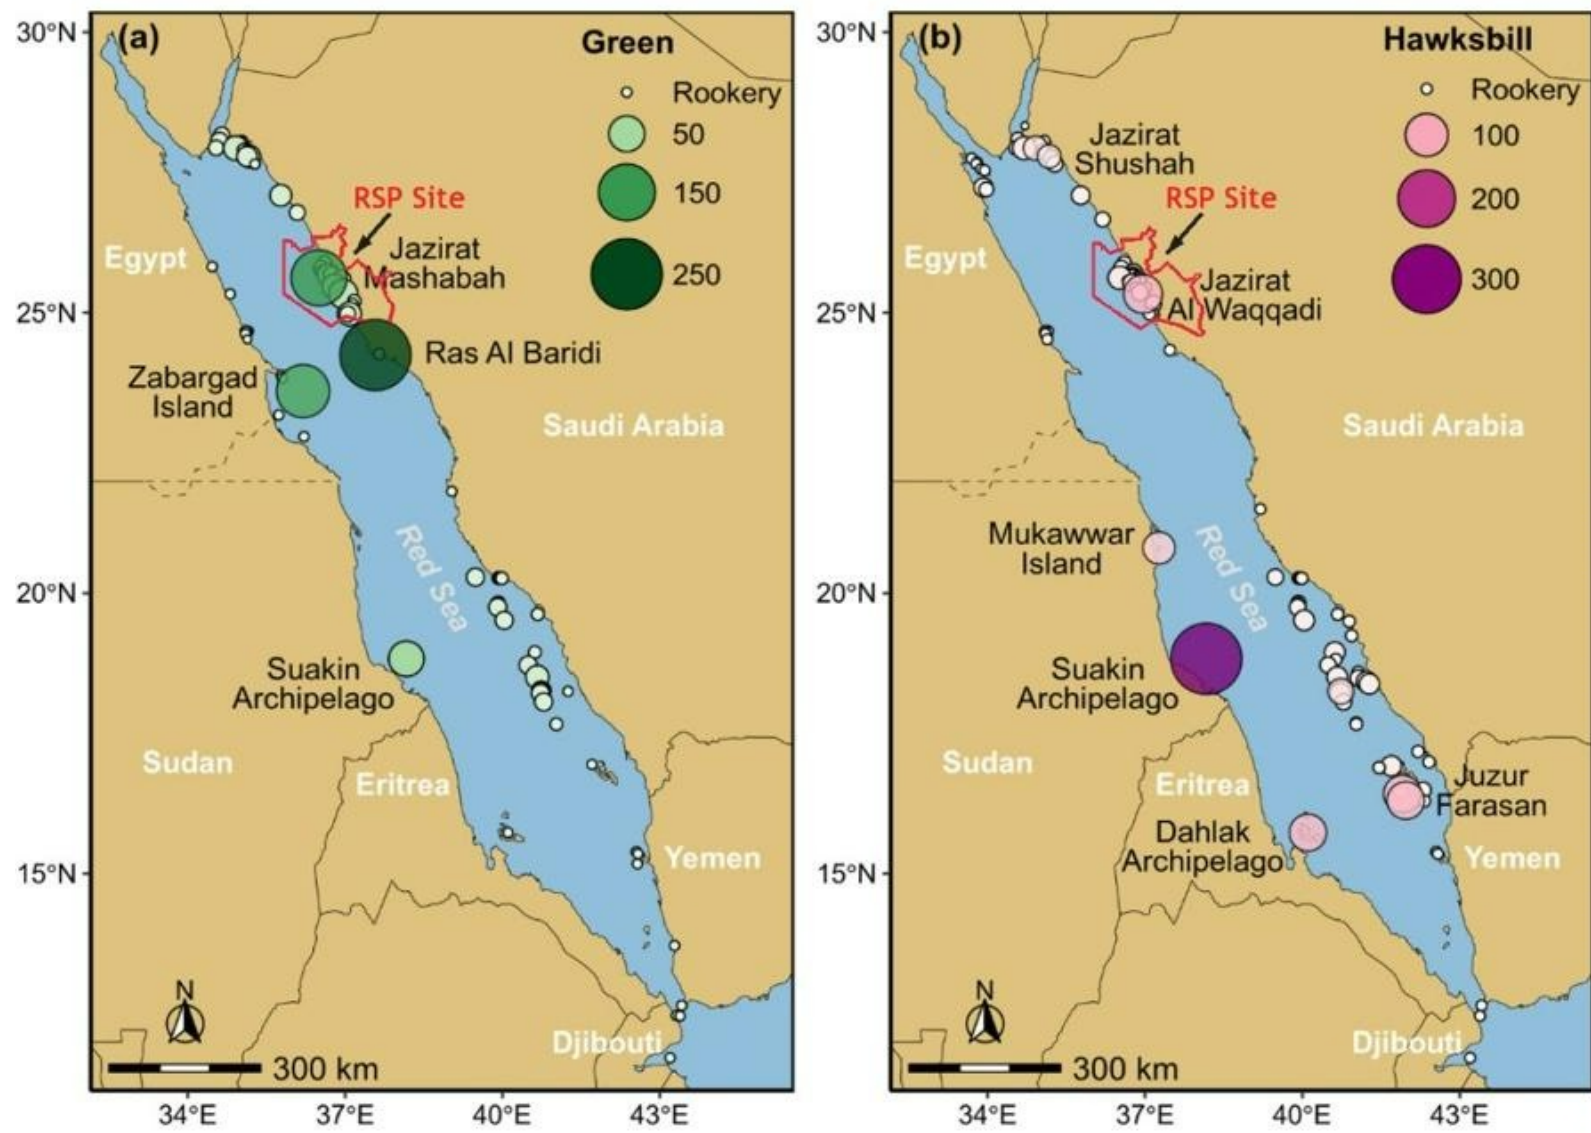 (a)
Green
Rookery
50
150
250
RSP Site
Jazirat
Mashabah
Egypt
Ras Al Baridi
Zabargad
Island
Saudi Arabia
Red Sea
Suakin
Archipelago
Sudan
Eritrea
Yemen
N
Djibouti
300 km
30°N
25°N
20°N
15°N
34°E
37°E
40°E
43°E
(b)
Hawksbill
Rookery
100
200
300
Jazirat
Shushah
RSP Site
Egypt
Jazirat
Al Waqqadi
Saudi Arabia
Mukawwar
Island
Red Sea
Suakin
Archipelago
Sudan
Eritrea
Juzur
Farasan
Dahlak
Archipelago
Yemen
N
Djibouti
300 km
30°N
25°N
20°N
15°N
34°E
37°E
40°E
43°E